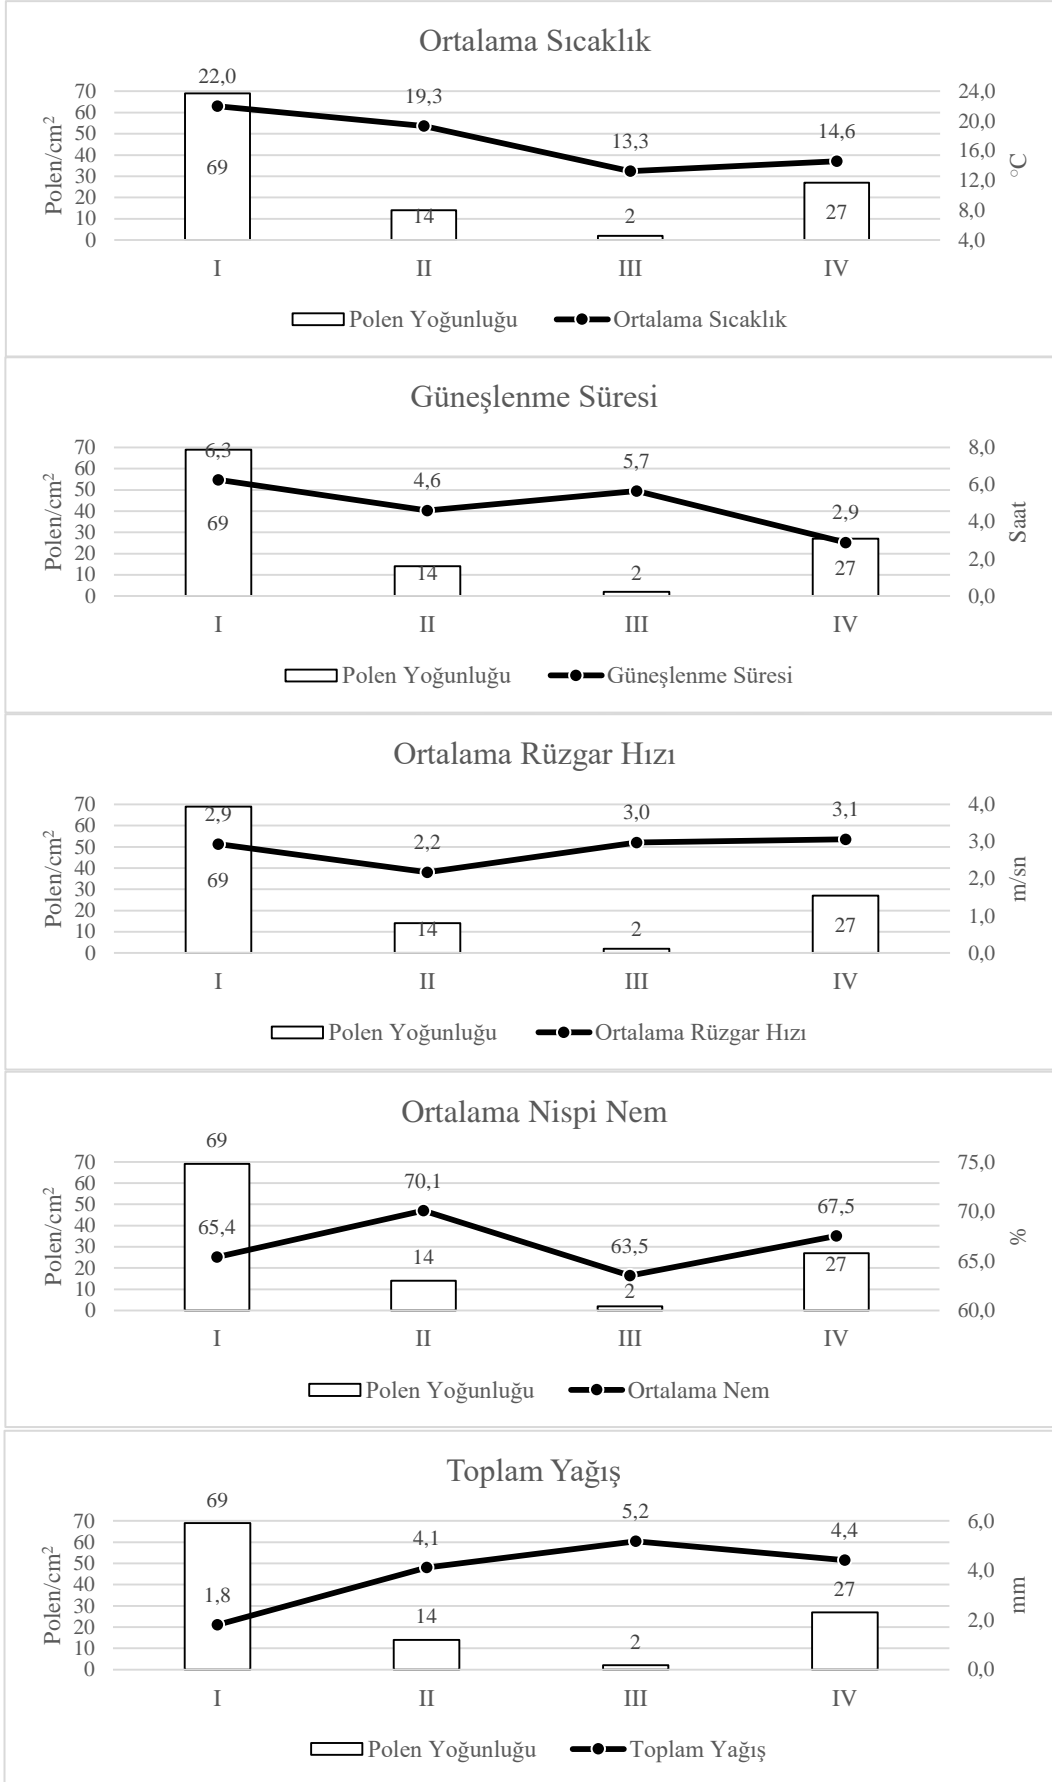 Ortalama Sıcaklık
22,0 19,3 13,3 14,6
70 60 50 40 30 20 10 0
Polen/cm²
69 14 2 27
24,0 20,0 16,0 12,0 8,0 4,0
°C
I II III IV
Polen Yoğunluğu Ortalama Sıcaklık
Güneşlenme Süresi
6,3 4,6 5,7 2,9
70 60 50 40 30 20 10 0
Polen/cm²
69 14 2 27
8,0 6,0 4,0 2,0 0,0
Saat
I II III IV
Polen Yoğunluğu Güneşlenme Süresi
Ortalama Rüzgar Hızı
2,9 2,2 3,0 3,1
70 60 50 40 30 20 10 0
Polen/cm²
69 14 2 27
4,0 3,0 2,0 1,0 0,0
m/sn
I II III IV
Polen Yoğunluğu Ortalama Rüzgar Hızı
Ortalama Nispi Nem
69 14 2 27
70 60 50 40 30 20 10 0
Polen/cm²
65,4 70,1 63,5 67,5
75,0 70,0 65,0 60,0
%
I II III IV
Polen Yoğunluğu Ortalama Nem
Toplam Yağış
69 14 2 27
70 60 50 40 30 20 10 0
Polen/cm²
1,8 4,1 5,2 4,4
6,0 4,0 2,0 0,0
mm
I II III IV
Polen Yoğunluğu Toplam Yağış